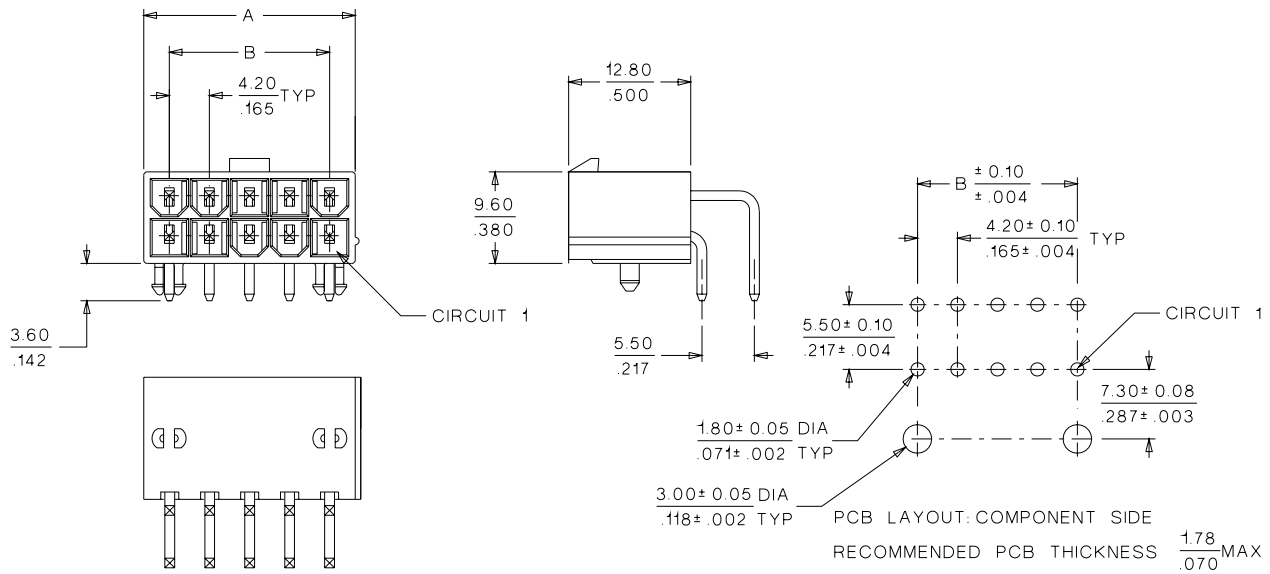 A
B
4.20
.165 TYP
3.60
.142
CIRCUIT 1
12.80
.500
9.60
.380
5.50
.217
B ± 0.10
± .004
4.20± 0.10
.165± .004 TYP
5.50± 0.10
.217± .004
CIRCUIT 1
7.30± 0.08
.287± .003
1.80± 0.05 DIA
.071± .002 TYP
3.00± 0.05 DIA
.118± .002 TYP
PCB LAYOUT: COMPONENT SIDE
RECOMMENDED PCB THICKNESS 1.78 MAX
.070